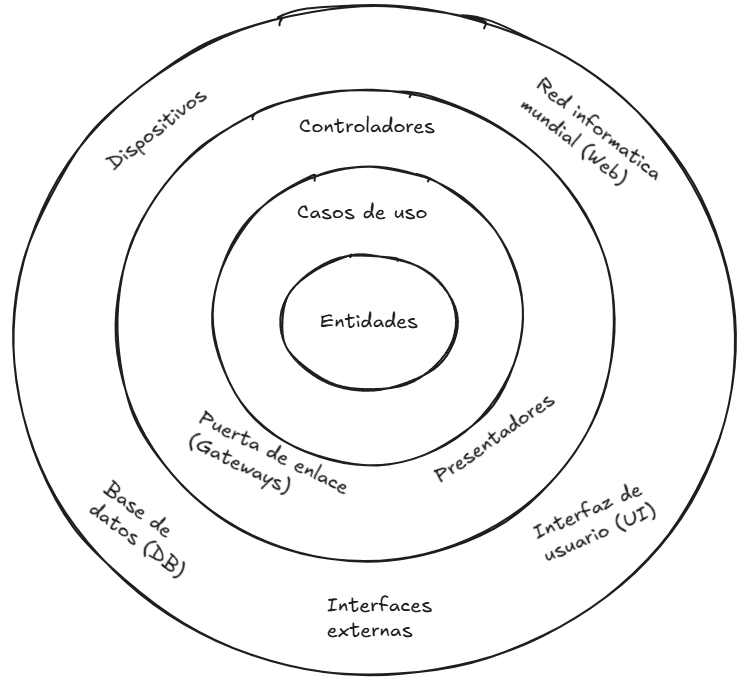 Dispositivos
Red informatica
mundial (Web)
Controladores
Casos de uso
Entidades
Puerta de enlace
(Gateways)
Presentadores
Base de
datos (DB)
Interfaz de
usuario (UI)
Interfaces
externas